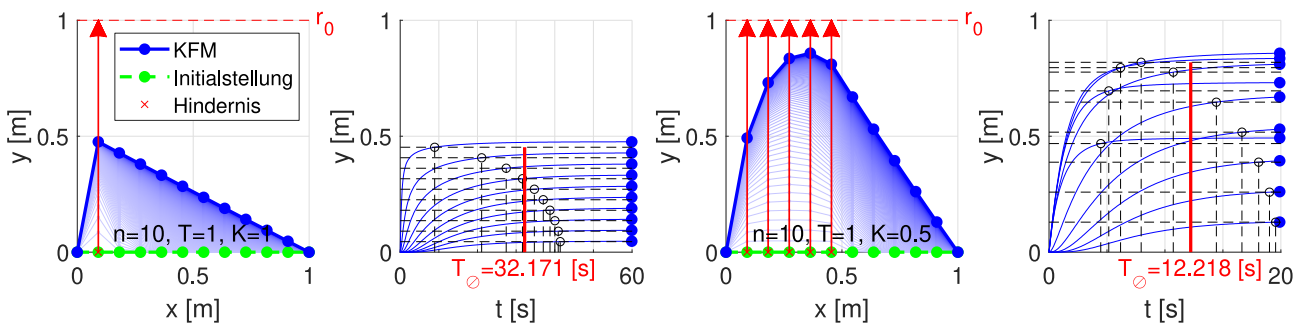 1
0.5
0
y [m]
r₀
KFM
Initialstellung
Hindernis
n=10, T=1, K=1
0
0.5
1
x [m]
1
0.5
0
y [m]
0
T∅=32.171 [s]
60
t [s]
1
0.5
0
y [m]
r₀
n=10, T=1, K=0.5
0
0.5
1
x [m]
1
0.5
0
y [m]
0
T∅=12.218 [s]
20
t [s]